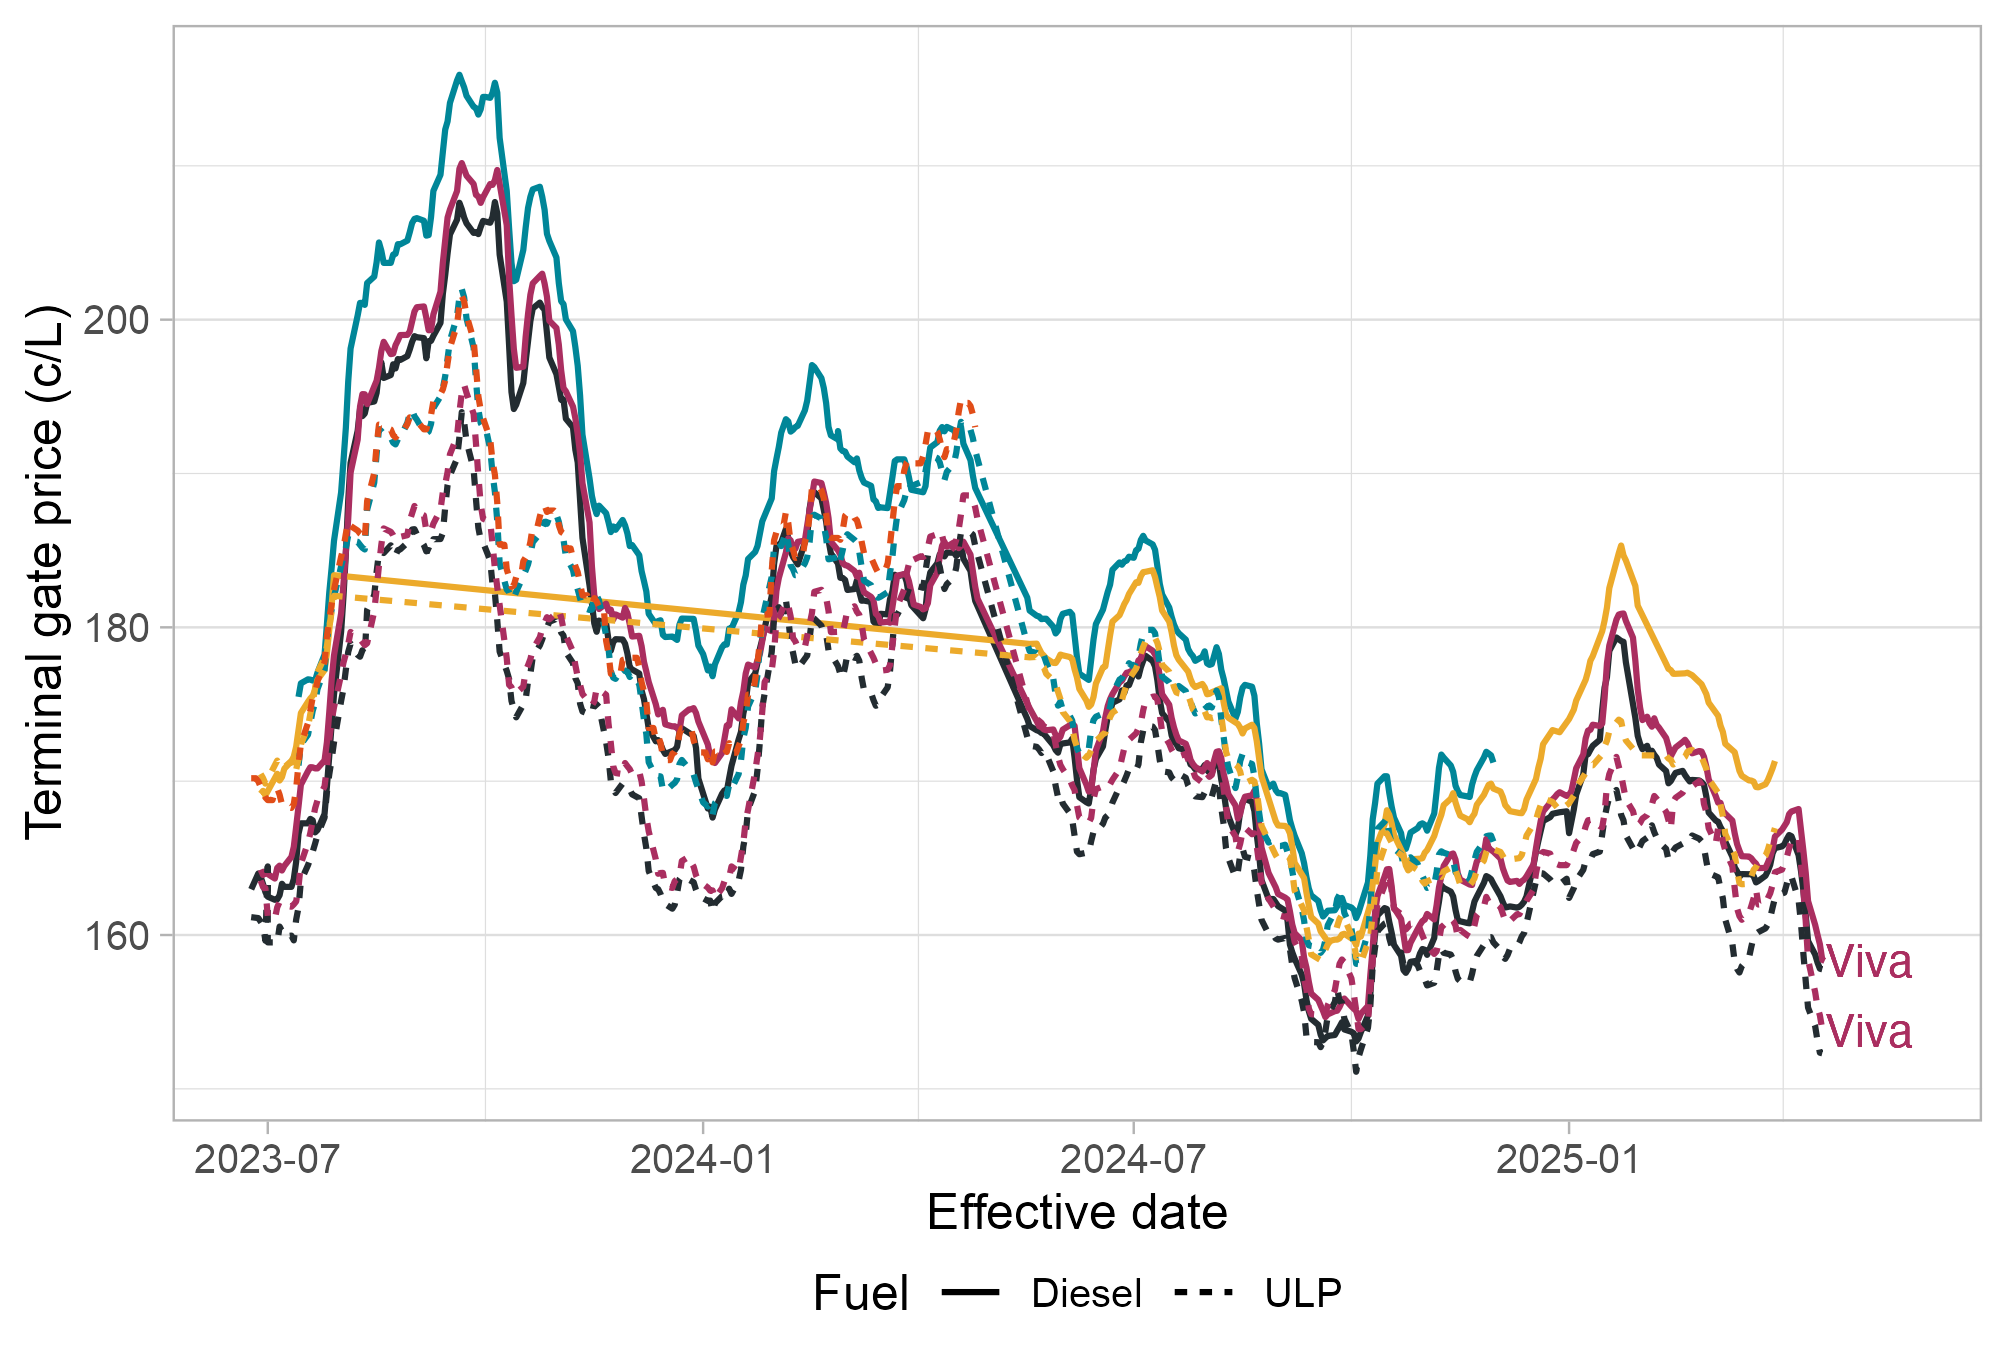 Terminal gate price (c/L)
200
180
160
Viva
Viva
2023-07 2024-01 2024-07 2025-01
Effective date
Fuel Diesel ULP